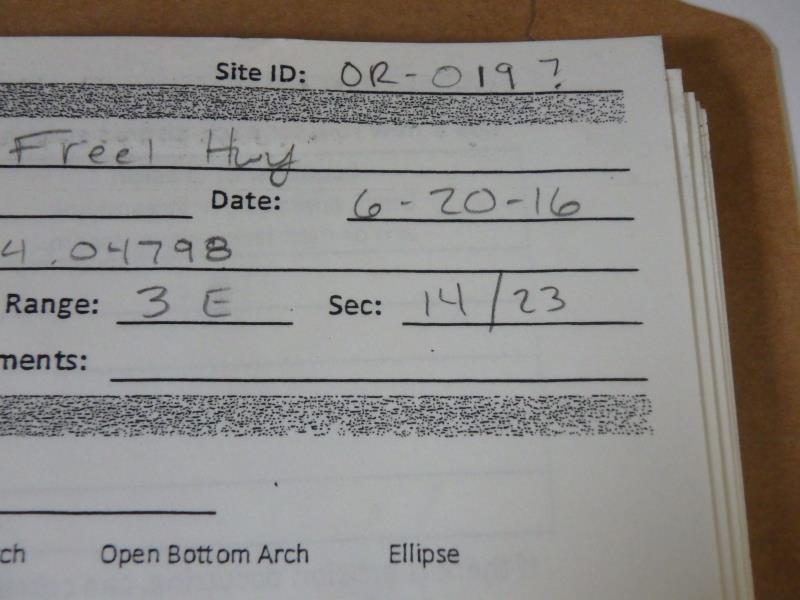 Site ID: OR-019?
Freel Hwy
Date: 6-20-16
4.04798
Range: 3 E Sec: 14/23
ments:
ch Open Bottom Arch Ellipse